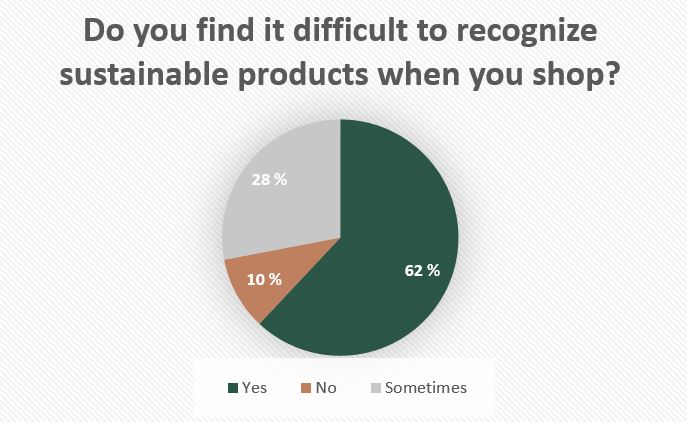 Do you find it difficult to recognize
sustainable products when you shop?
28 %
10 %
62 %
Yes No Sometimes